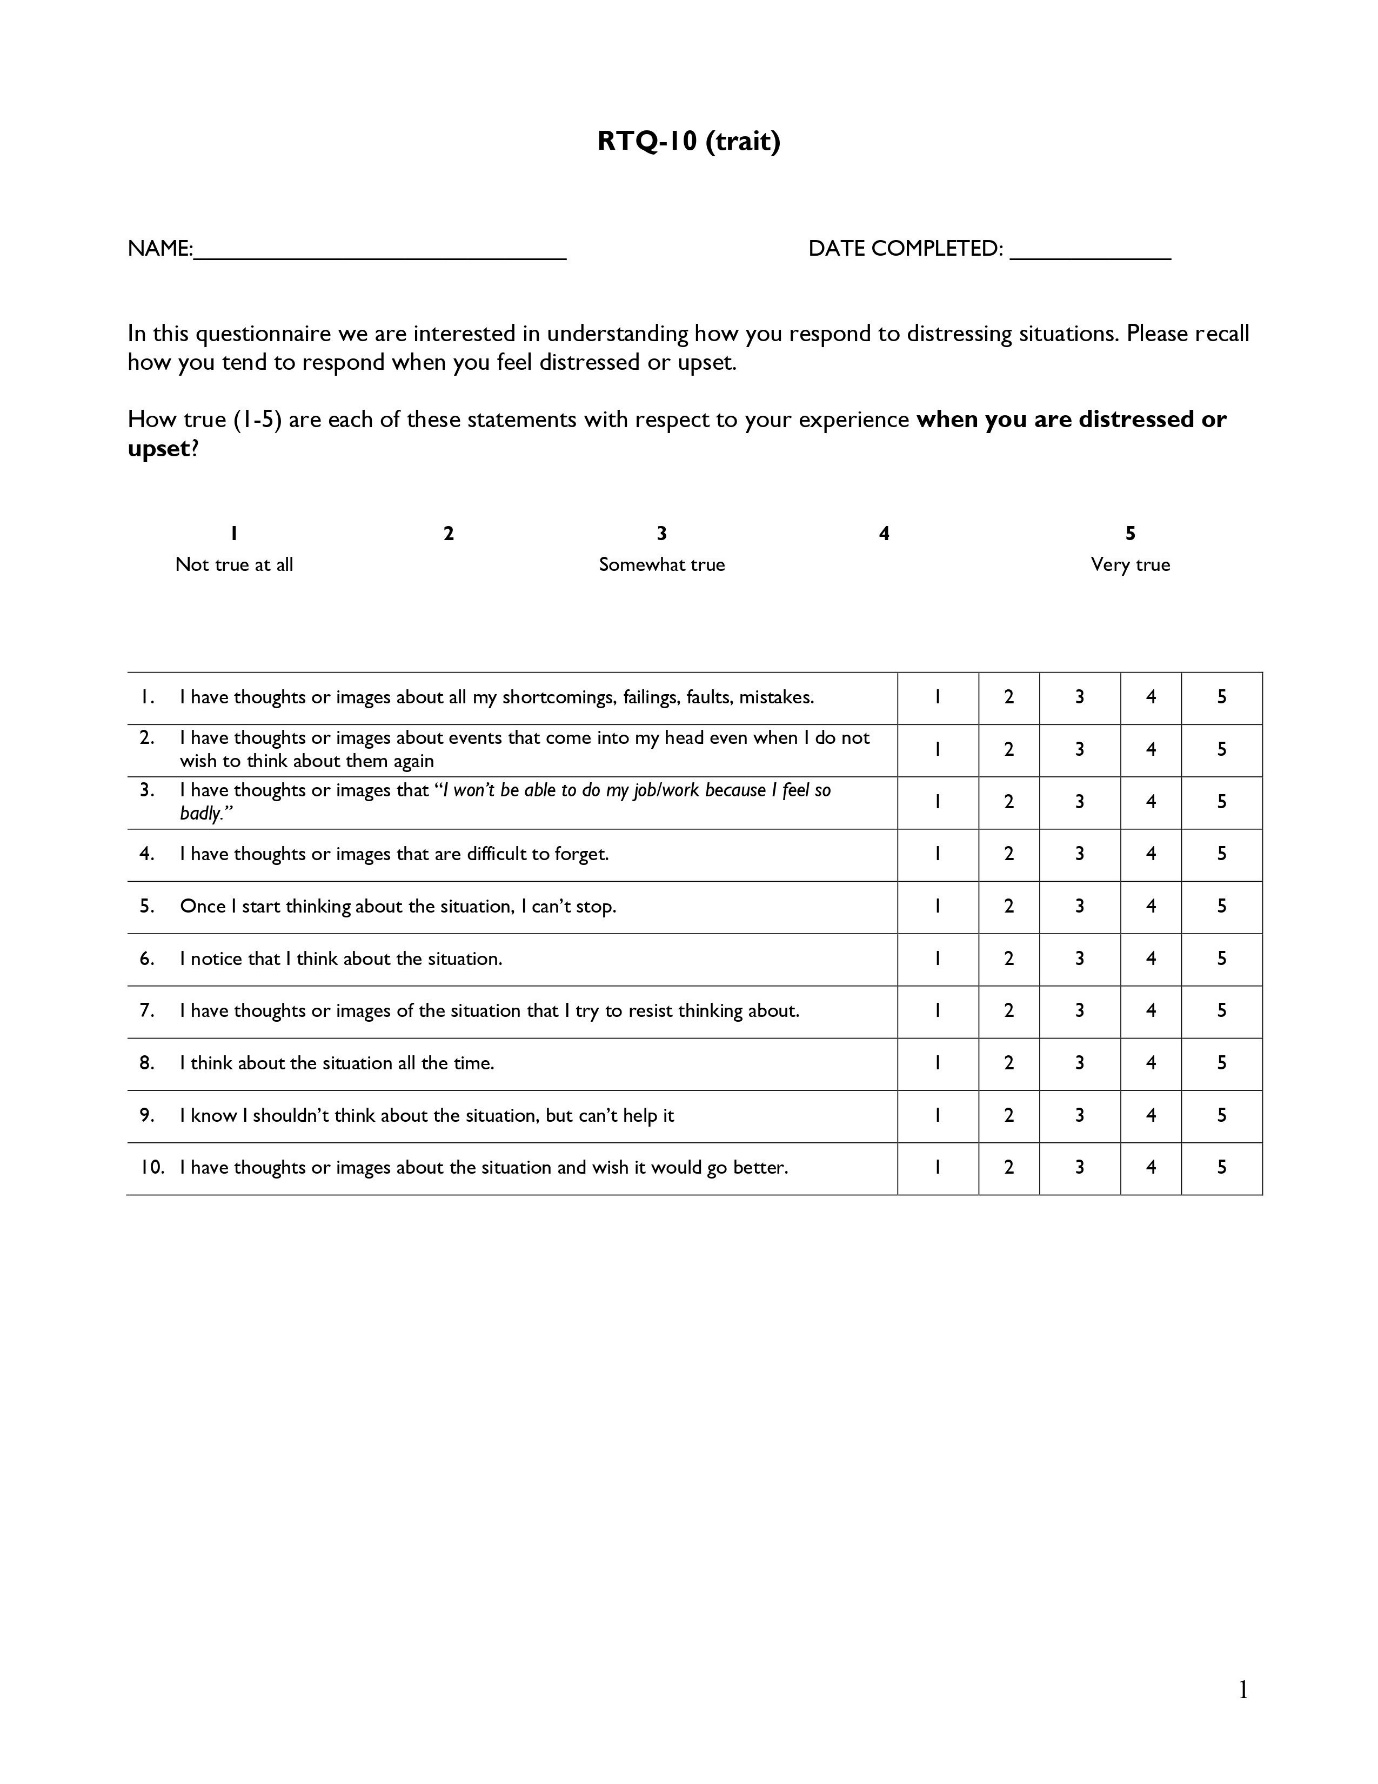 RTQ-10 (trait)
NAME:_______________________________ DATE COMPLETED: _____________
In this questionnaire we are interested in understanding how you respond to distressing situations. Please recall
how you tend to respond when you feel distressed or upset.
How true (1-5) are each of these statements with respect to your experience when you are distressed or
upset?
1 2 3 4 5
Not true at all Somewhat true Very true
1. I have thoughts or images about all my shortcomings, failings, faults, mistakes. 1 2 3 4 5
2. I have thoughts or images about events that come into my head even when I do not
wish to think about them again 1 2 3 4 5
3. I have thoughts or images that “I won’t be able to do my job/work because I feel so
badly.” 1 2 3 4 5
4. I have thoughts or images that are difficult to forget. 1 2 3 4 5
5. Once I start thinking about the situation, I can’t stop. 1 2 3 4 5
6. I notice that I think about the situation. 1 2 3 4 5
7. I have thoughts or images of the situation that I try to resist thinking about. 1 2 3 4 5
8. I think about the situation all the time. 1 2 3 4 5
9. I know I shouldn’t think about the situation, but can’t help it 1 2 3 4 5
10. I have thoughts or images about the situation and wish it would go better. 1 2 3 4 5
1